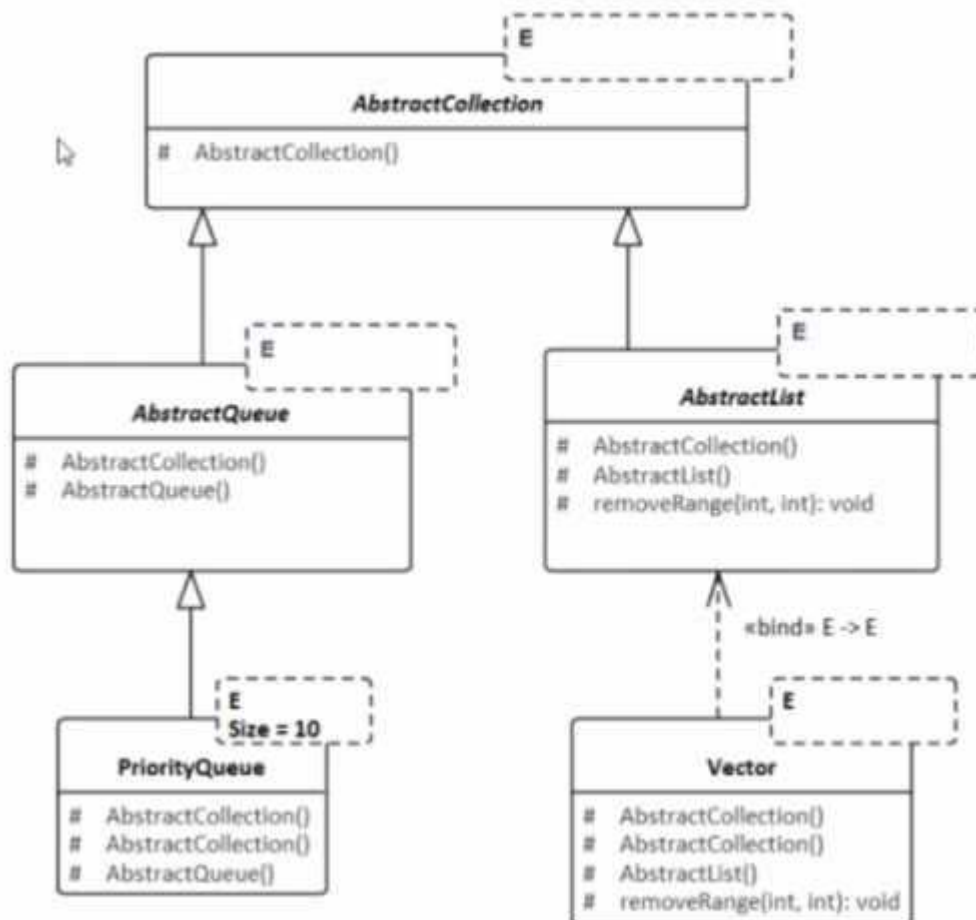 E
AbstractCollection
# AbstractCollection()
E
AbstractQueue
# AbstractCollection()
# AbstractQueue()
E
AbstractList
# AbstractCollection()
# AbstractList()
# removeRange(int, int): void
«bind» E -> E
E
Size = 10
PriorityQueue
# AbstractCollection()
# AbstractCollection()
# AbstractQueue()
E
Vector
# AbstractCollection()
# AbstractCollection()
# AbstractList()
# removeRange(int, int): void